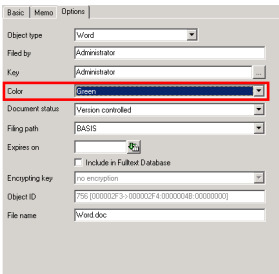 Basic Memo Options
Object type Word
Filed by Administrator
Key Administrator ...
Color Green
Document status Version controlled
Filing path BASIS
Expires on
Include in Fulltext Database
Encrypting key no encryption
Object ID 756 [000002F3->000002F4:0000004B:00000000]
File name Word.doc